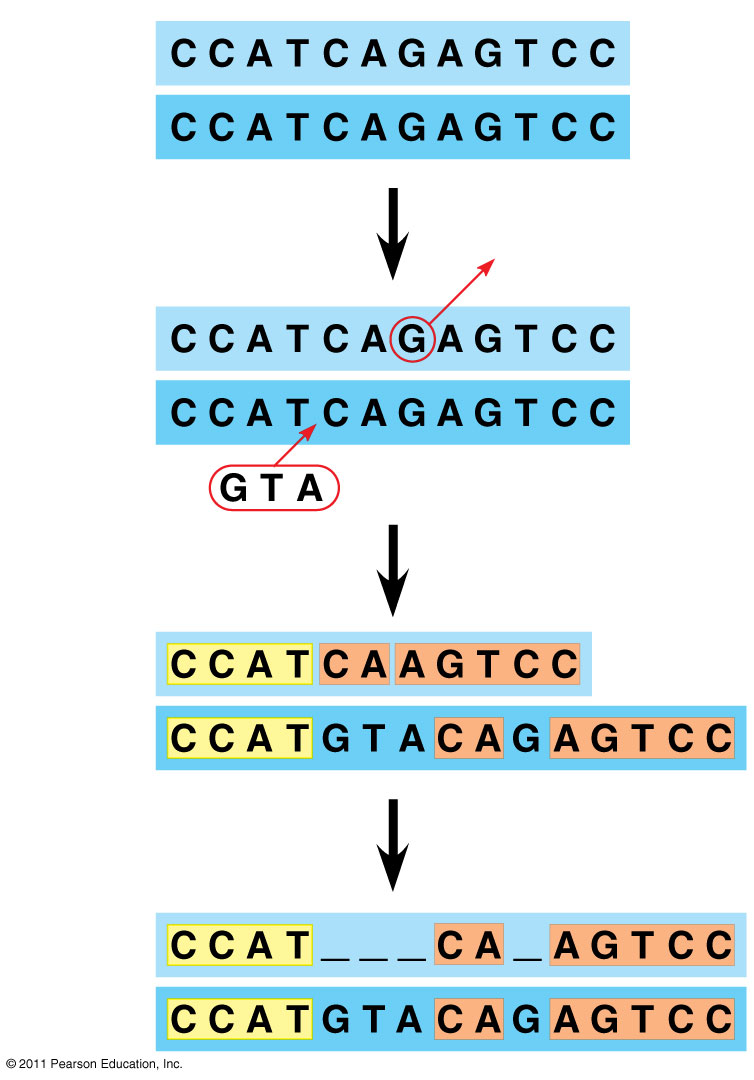 C C A T C A G A G T C C
C C A T C A G A G T C C
C C A T C A G A G T C C
C C A T C A G A G T C C
G T A
C C A T C A A G T C C
C C A T G T A C A G A G T C C
C C A T _ _ _ C A _ A G T C C
C C A T G T A C A G A G T C C
© 2011 Pearson Education, Inc.